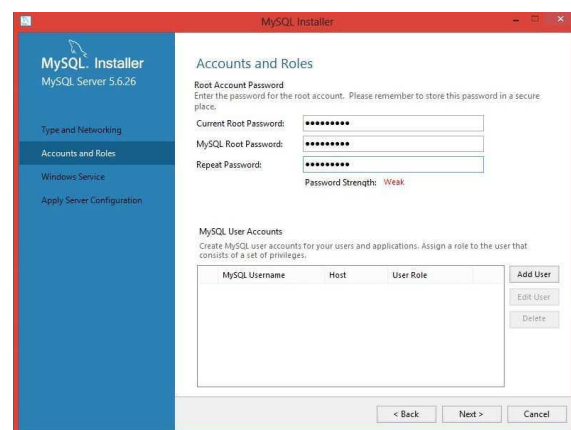 MySQL Installer
MySQL. Installer
MySQL Server 5.6.26
Type and Networking
Accounts and Roles
Windows Service
Apply Server Configuration
Accounts and Roles
Root Account Password
Enter the password for the root account. Please remember to store this password in a secure
place.
Current Root Password: ●●●●●●●●●
MySQL Root Password: ●●●●●●●●●
Repeat Password: ●●●●●●●●●
Password Strength: Weak
MySQL User Accounts
Create MySQL user accounts for your users and applications. Assign a role to the user that
consists of a set of privileges.
MySQL Username Host User Role
Add User
Edit User
Delete
< Back Next > Cancel